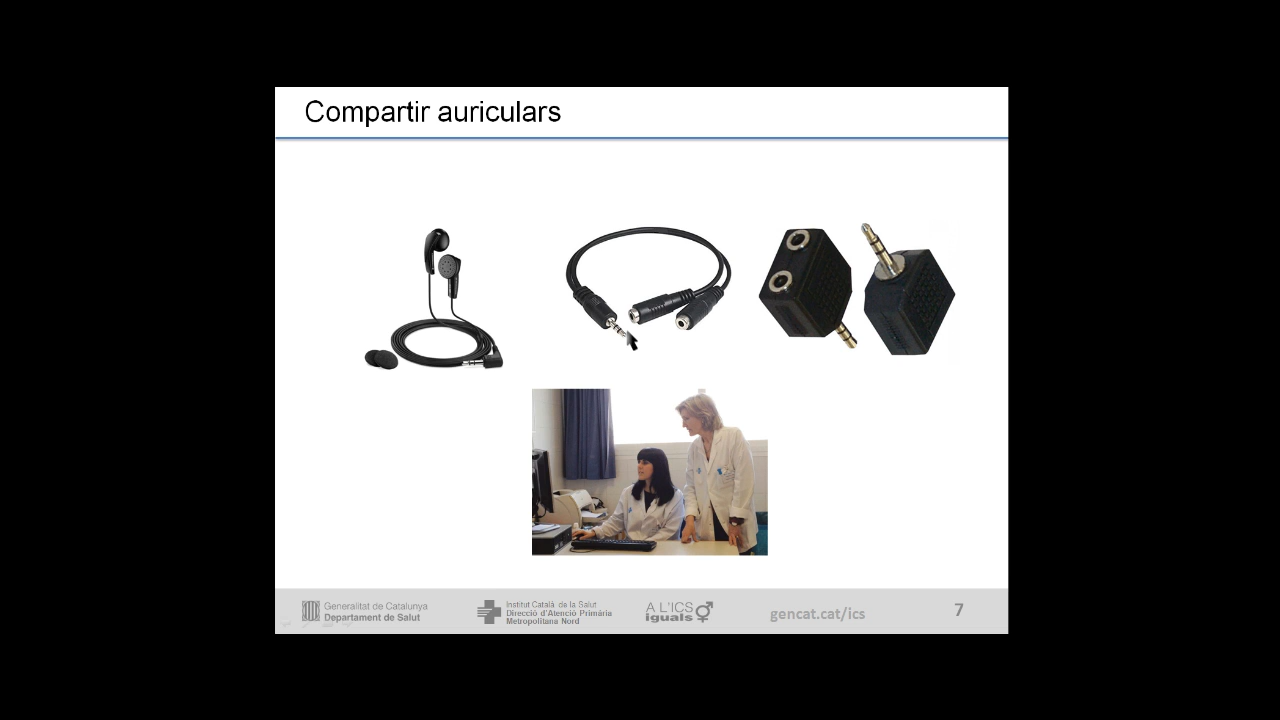 Compartir auriculars
Generalitat de Catalunya
Departament de Salut
Institut Català de la Salut
Direcció d'Atenció Primària
Metropolitana Nord
A L'ICS
iguals
gencat.cat/ics
7